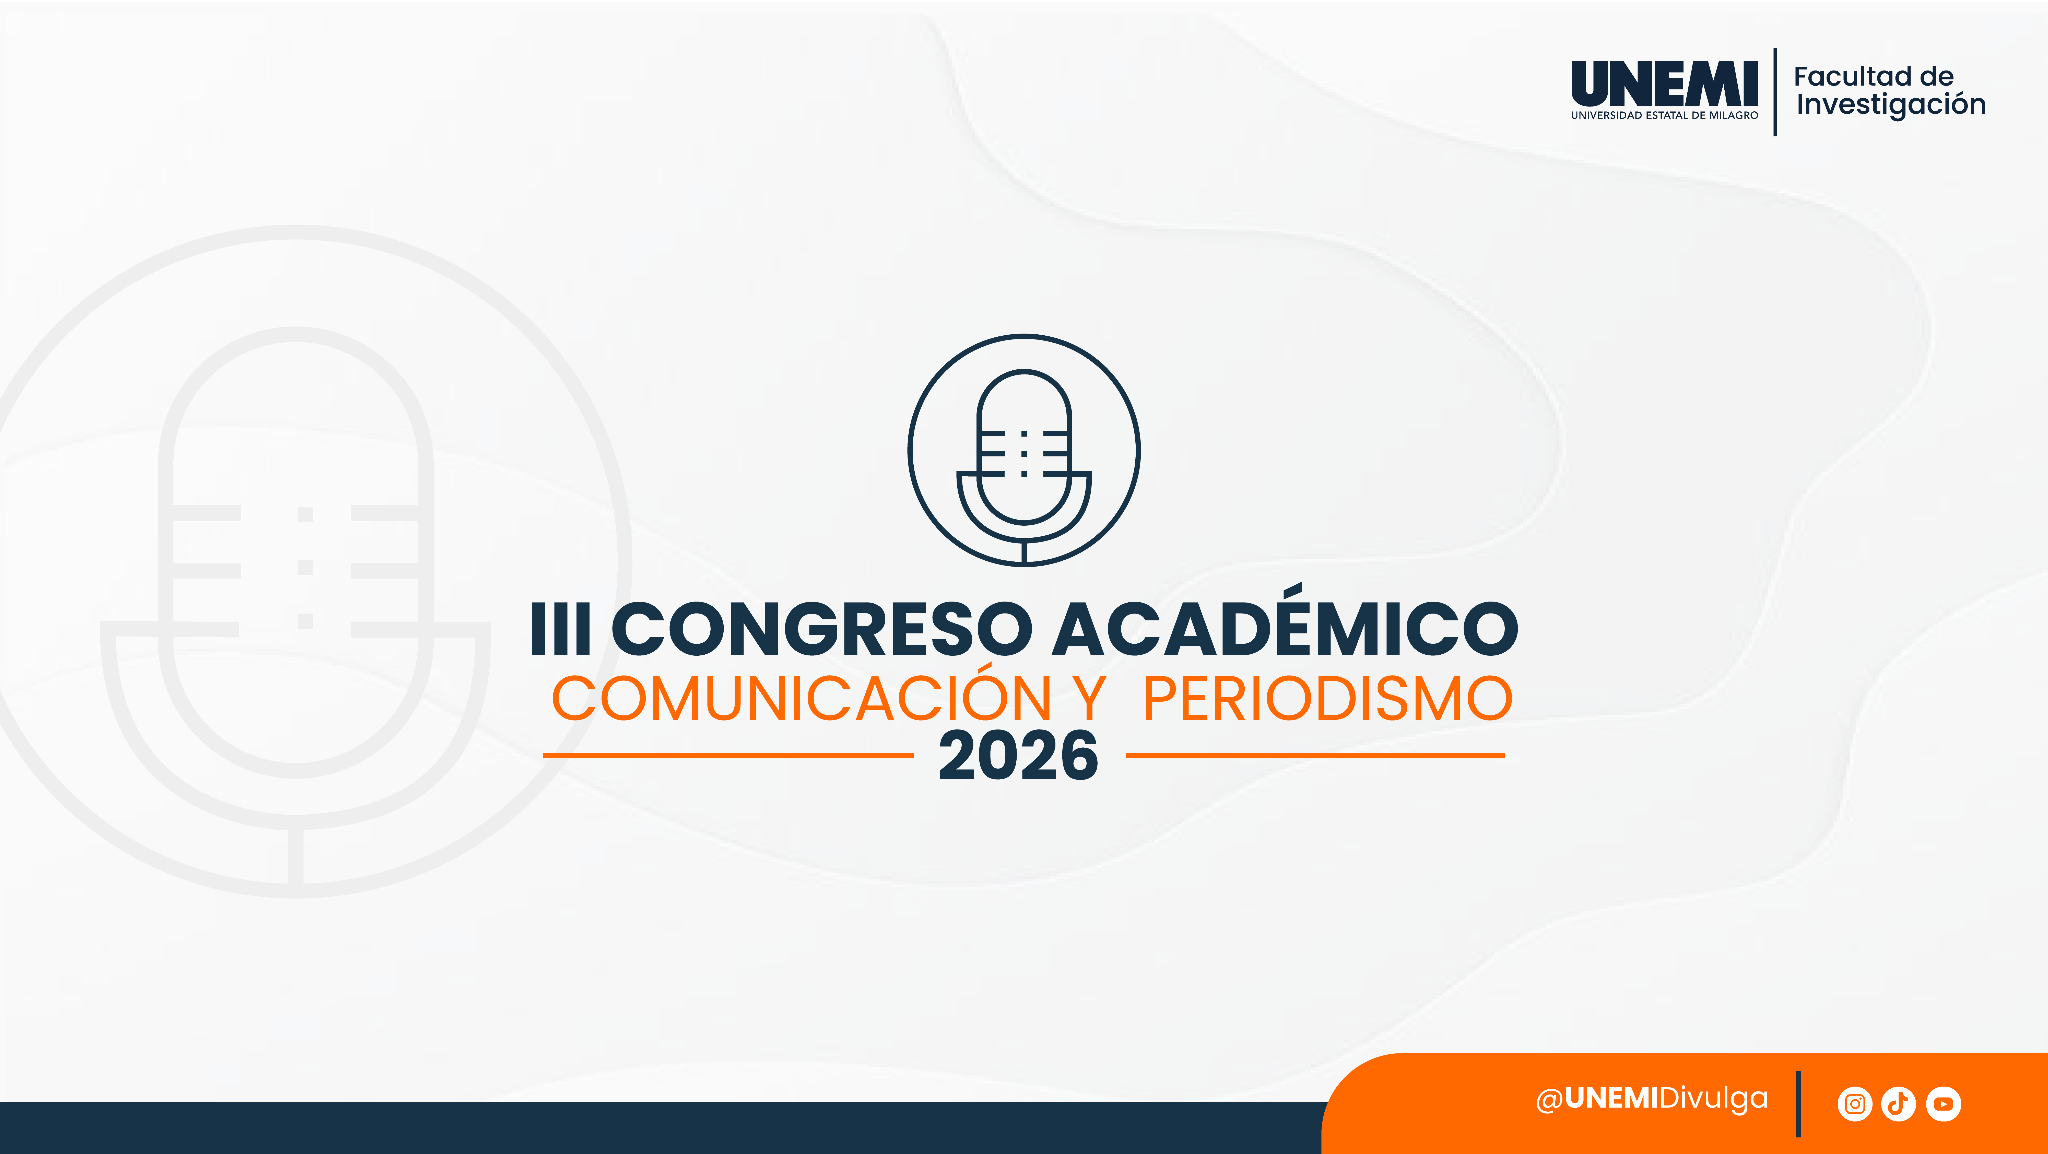 UNEMI
UNIVERSIDAD ESTATAL DE MILAGRO
Facultad de
Investigación
III CONGRESO ACADÉMICO
COMUNICACIÓN Y PERIODISMO
2026
@UNEMIDivulga